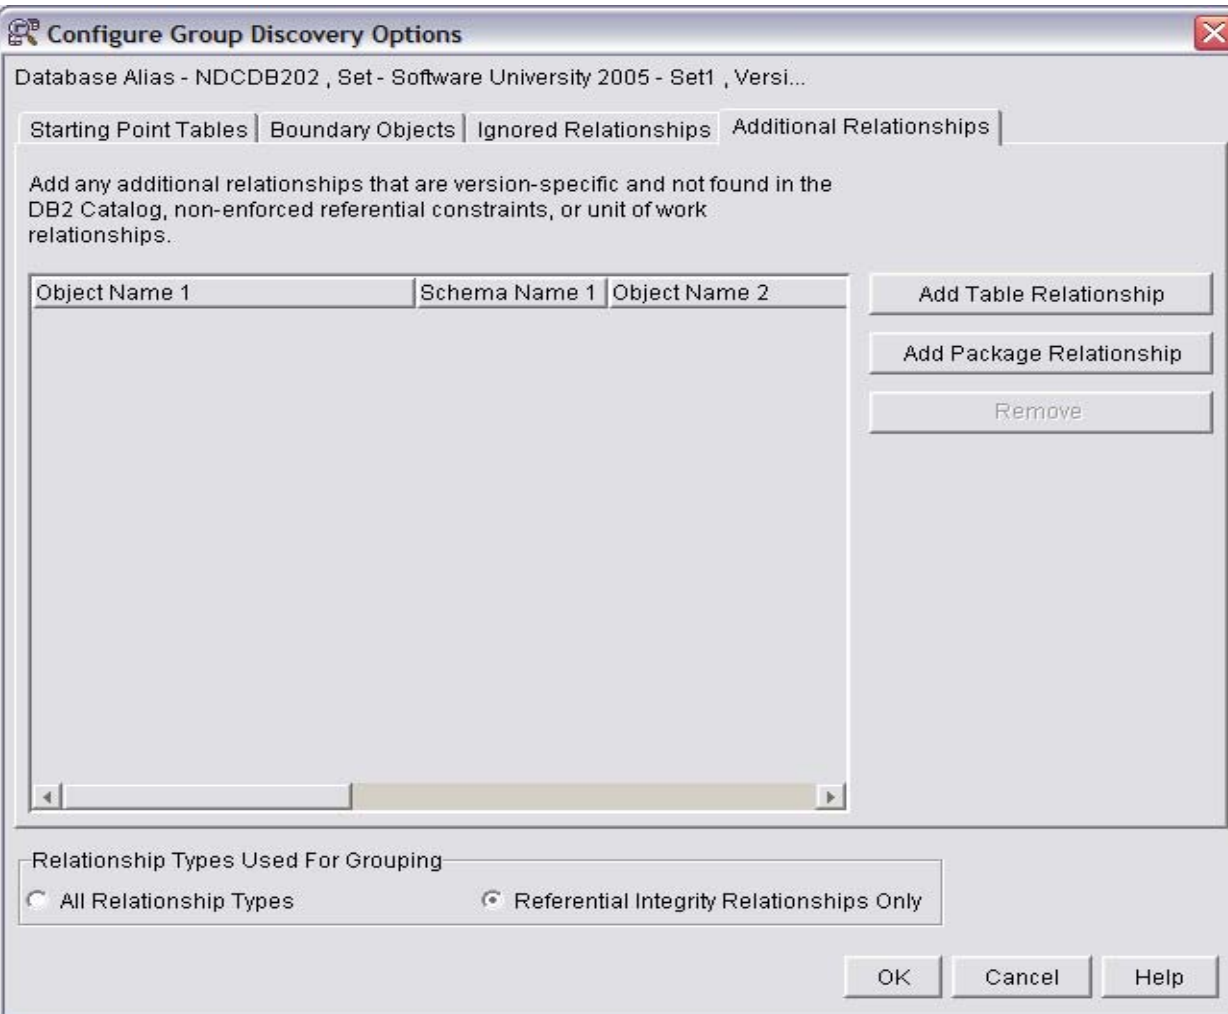 Configure Group Discovery Options
Database Alias - NDCDB202 , Set - Software University 2005 - Set1 , Versi...
Starting Point Tables Boundary Objects Ignored Relationships Additional Relationships
Add any additional relationships that are version-specific and not found in the
DB2 Catalog, non-enforced referential constraints, or unit of work
relationships.
Object Name 1 Schema Name 1 Object Name 2
Add Table Relationship
Add Package Relationship
Remove
Relationship Types Used For Grouping
All Relationship Types Referential Integrity Relationships Only
OK Cancel Help